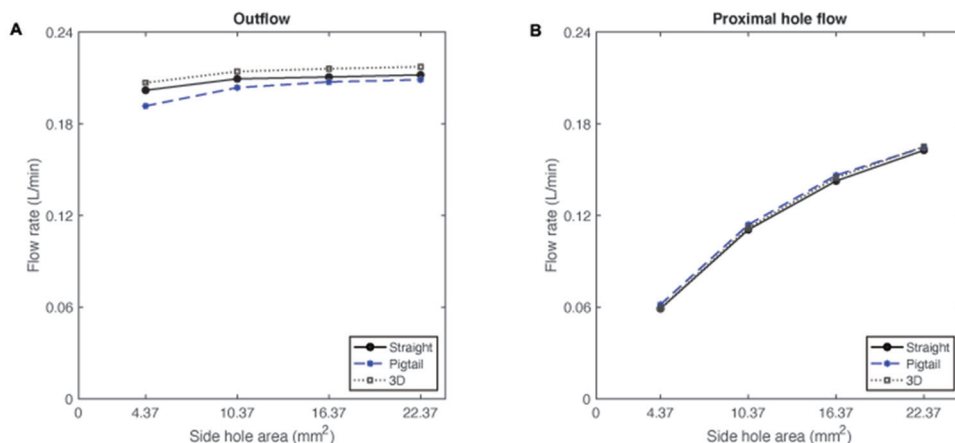 A
Outflow
Flow rate (L/min)
0.24
0.18
0.12
0.06
0
0
4.37
10.37
16.37
22.37
Side hole area (mm²)
Straight
Pigtail
3D
B
Proximal hole flow
Flow rate (L/min)
0.24
0.18
0.12
0.06
0
0
4.37
10.37
16.37
22.37
Side hole area (mm²)
Straight
Pigtail
3D